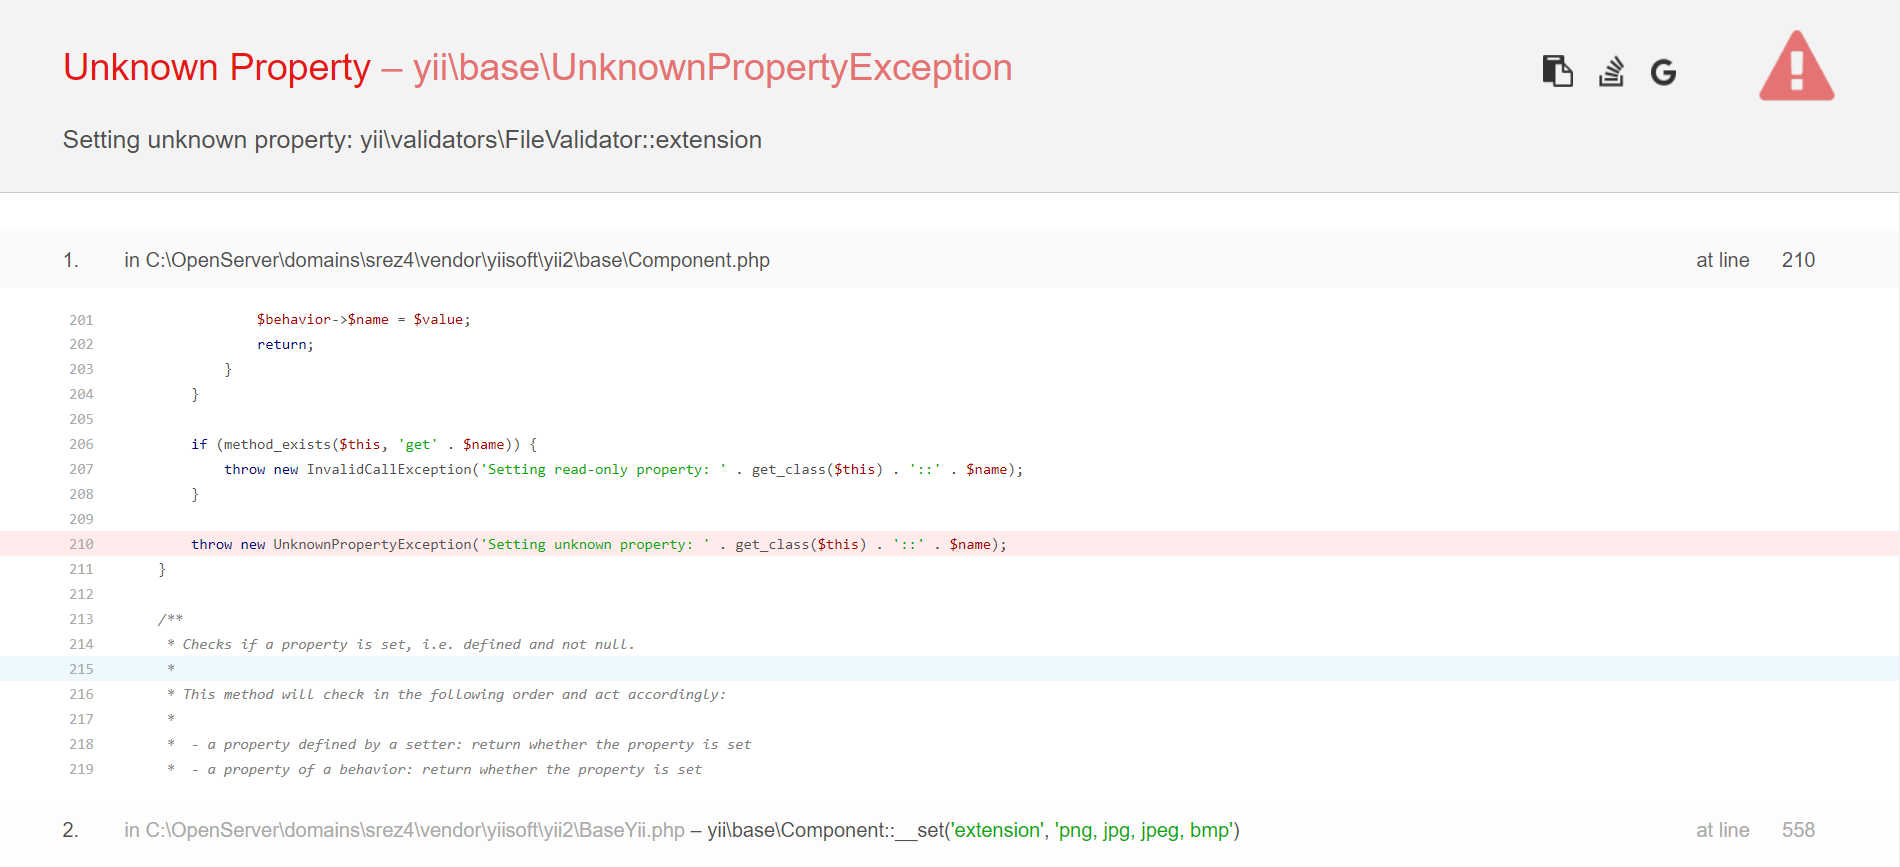 Unknown Property – yii\base\UnknownPropertyException
Setting unknown property: yii\validators\FileValidator::extension
1. in C:\OpenServer\domains\srez4\vendor\yiisoft\yii2\base\Component.php at line 210
201 $behavior->$name = $value;
202 return;
203 }
204 }
205
206 if (method_exists($this, 'get' . $name)) {
207 throw new InvalidCallException('Setting read-only property: ' . get_class($this) . '::' . $name);
208 }
209
210 throw new UnknownPropertyException('Setting unknown property: ' . get_class($this) . '::' . $name);
211 }
212
213 /**
214 * Checks if a property is set, i.e. defined and not null.
215 *
216 * This method will check in the following order and act accordingly:
217 *
218 * - a property defined by a setter: return whether the property is set
219 * - a property of a behavior: return whether the property is set
2. in C:\OpenServer\domains\srez4\vendor\yiisoft\yii2\BaseYii.php – yii\base\Component::__set('extension', 'png, jpg, jpeg, bmp') at line 558